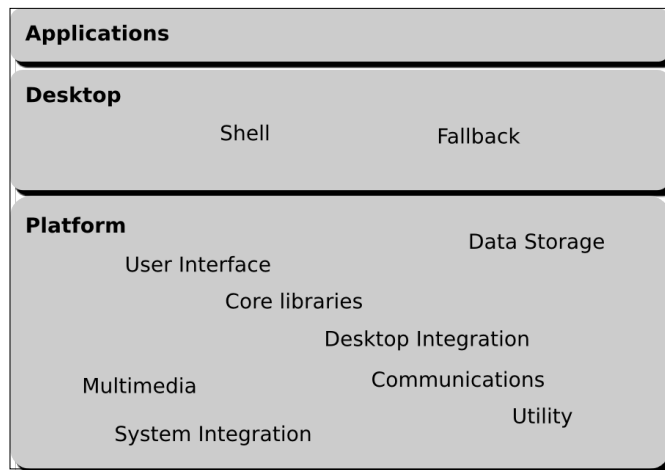 Applications
Desktop
Shell
Fallback
Platform
Data Storage
User Interface
Core libraries
Desktop Integration
Communications
Multimedia
Utility
System Integration